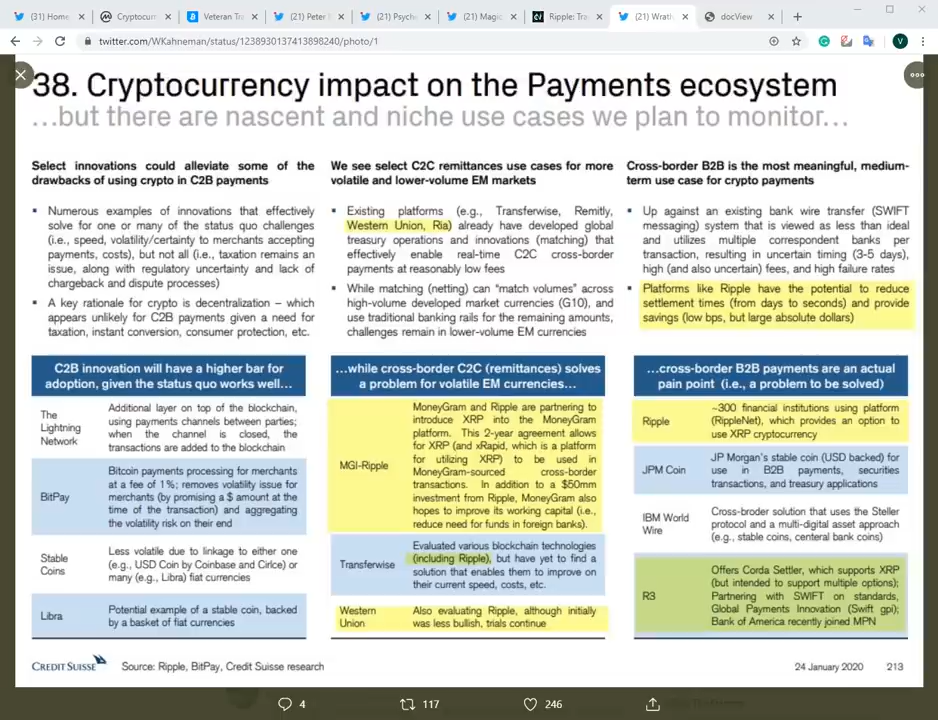 (31) Home
Cryptocurr
Veteran Tra
(21) Peter B
(21) Psych
(21) Magic
Ripple: Tra
(21) Wrath
docView
twitter.com/WKahneman/status/1238930137413898240/photo/1
V
38. Cryptocurrency impact on the Payments ecosystem
...but there are nascent and niche use cases we plan to monitor...
Select innovations could alleviate some of the
drawbacks of using crypto in C2B payments
Numerous examples of innovations that effectively
solve for one or many of the status quo challenges
(i.e., speed, volatility/certainty to merchants accepting
payments, costs), but not all (i.e., taxation remains an
issue, along with regulatory uncertainty and lack of
chargeback and dispute processes)
A key rationale for crypto is decentralization – which
appears unlikely for C2B payments given a need for
taxation, instant conversion, consumer protection, etc.
C2B innovation will have a higher bar for
adoption, given the status quo works well...
The
Lightning
Network
Additional layer on top of the blockchain,
using payments channels between parties;
when the channel is closed, the
transactions are added to the blockchain
BitPay
Bitcoin payments processing for merchants
at a fee of 1%; removes volatility issue for
merchants (by promising a $ amount at the
time of the transaction) and aggregating
the volatility risk on their end
Stable
Coins
Less volatile due to linkage to either one
(e.g., USD Coin by Coinbase and Cirlce) or
many (e.g., Libra) fiat currencies
Libra
Potential example of a stable coin, backed
by a basket of fiat currencies
We see select C2C remittances use cases for more
volatile and lower-volume EM markets
Existing platforms (e.g., Transferwise, Remitly,
Western Union, Ria) already have developed global
treasury operations and innovations (matching) that
effectively enable real-time C2C cross-border
payments at reasonably low fees
While matching (netting) can "match volumes" across
high-volume developed market currencies (G10), and
use traditional banking rails for the remaining amounts,
challenges remain in lower-volume EM currencies
...while cross-border C2C (remittances) solves
a problem for volatile EM currencies...
MGI-Ripple
MoneyGram and Ripple are partnering to
introduce XRP into the MoneyGram
platform. This 2-year agreement allows
for XRP (and xRapid, which is a platform
for utilizing XRP) to be used in
MoneyGram-sourced cross-border
transactions. In addition to a $50mm
investment from Ripple, MoneyGram also
hopes to improve its working capital (i.e.,
reduce need for funds in foreign banks).
Transferwise
Evaluated various blockchain technologies
(including Ripple), but have yet to find a
solution that enables them to improve on
their current speed, costs, etc.
Western
Union
Also evaluating Ripple, although initially
was less bullish, trials continue
Cross-border B2B is the most meaningful, medium-
term use case for crypto payments
Up against an existing bank wire transfer (SWIFT
messaging) system that is viewed as less than ideal
and utilizes multiple correspondent banks per
transaction, resulting in uncertain timing (3-5 days),
high (and also uncertain) fees, and high failure rates
Platforms like Ripple have the potential to reduce
settlement times (from days to seconds) and provide
savings (low bps, but large absolute dollars)
...cross-border B2B payments are an actual
pain point (i.e., a problem to be solved)
Ripple
~300 financial institutions using platform
(RippleNet), which provides an option to
use XRP cryptocurrency
JPM Coin
JP Morgan's stable coin (USD backed) for
use in B2B payments, securities
transactions, and treasury applications
IBM World
Wire
Cross-broder solution that uses the Steller
protocol and a multi-digital asset approach
(e.g., stable coins, centeral bank coins)
R3
Offers Corda Settler, which supports XRP
(but intended to support multiple options);
Partnering with SWIFT on standards,
Global Payments Innovation (Swift gpi);
Bank of America recently joined MPN
CREDIT SUISSE
Source: Ripple, BitPay, Credit Suisse research
24 January 2020
213
4
117
246